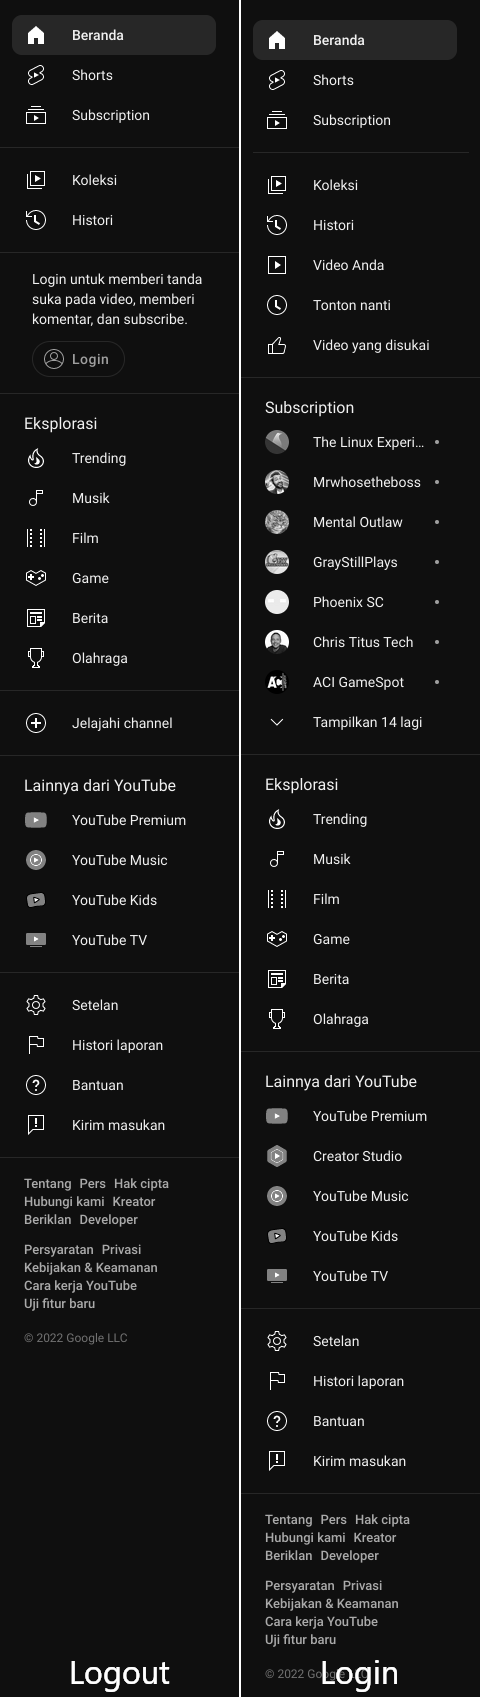 Beranda
Shorts
Subscription
Koleksi
Histori
Login untuk memberi tanda
suka pada video, memberi
komentar, dan subscribe.
Login
Eksplorasi
Trending
Musik
Film
Game
Berita
Olahraga
Jelajahi channel
Lainnya dari YouTube
YouTube Premium
YouTube Music
YouTube Kids
YouTube TV
Setelan
Histori laporan
Bantuan
Kirim masukan
Tentang Pers Hak cipta
Hubungi kami Kreator
Beriklan Developer
Persyaratan Privasi
Kebijakan & Keamanan
Cara kerja YouTube
Uji fitur baru
© 2022 Google LLC
Logout
Beranda
Shorts
Subscription
Koleksi
Histori
Video Anda
Tonton nanti
Video yang disukai
Subscription
The Linux Experi...
Mrwhosetheboss
Mental Outlaw
GrayStillPlays
Phoenix SC
Chris Titus Tech
ACI GameSpot
Tampilkan 14 lagi
Eksplorasi
Trending
Musik
Film
Game
Berita
Olahraga
Lainnya dari YouTube
YouTube Premium
Creator Studio
YouTube Music
YouTube Kids
YouTube TV
Setelan
Histori laporan
Bantuan
Kirim masukan
Tentang Pers Hak cipta
Hubungi kami Kreator
Beriklan Developer
Persyaratan Privasi
Kebijakan & Keamanan
Cara kerja YouTube
Uji fitur baru
© 2022 Google LLC
Login